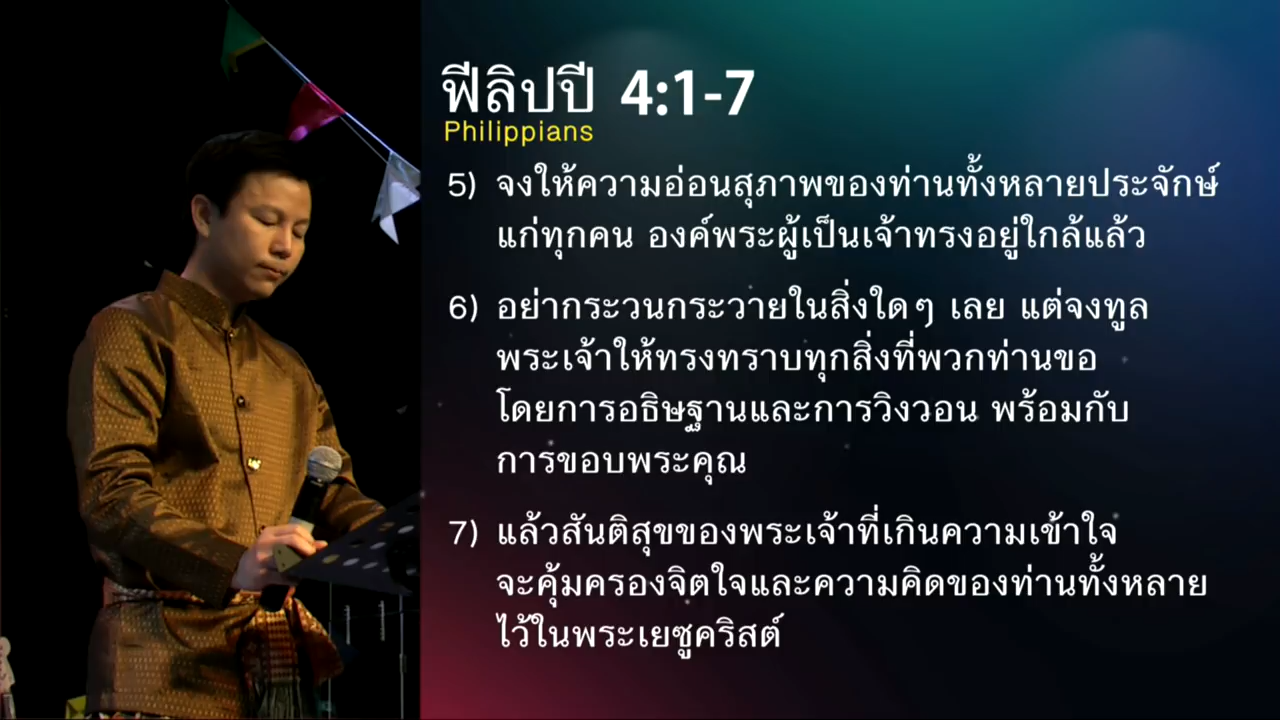 ฟีลิปปี 4:1-7
Philippians
5) จงให้ความอ่อนสุภาพของท่านทั้งหลายประจักษ์
แก่ทุกคน องค์พระผู้เป็นเจ้าทรงอยู่ใกล้แล้ว
6) อย่ากระวนกระวายในสิ่งใดๆ เลย แต่จงทูล
พระเจ้าให้ทรงทราบทุกสิ่งที่พวกท่านขอ
โดยการอธิษฐานและการวิงวอน พร้อมกับ
การขอบพระคุณ
7) แล้วสันติสุขของพระเจ้าที่เกินความเข้าใจ
จะคุ้มครองจิตใจและความคิดของท่านทั้งหลาย
ไว้ในพระเยซูคริสต์